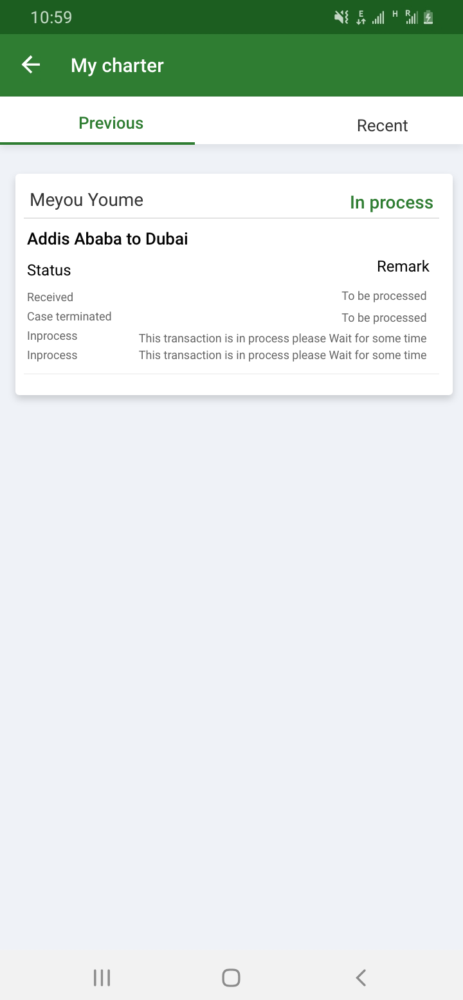 10:59
E H R
My charter
Previous Recent
Meyou Youme In process
Addis Ababa to Dubai
Status Remark
Received To be processed
Case terminated To be processed
Inprocess This transaction is in process please Wait for some time
Inprocess This transaction is in process please Wait for some time